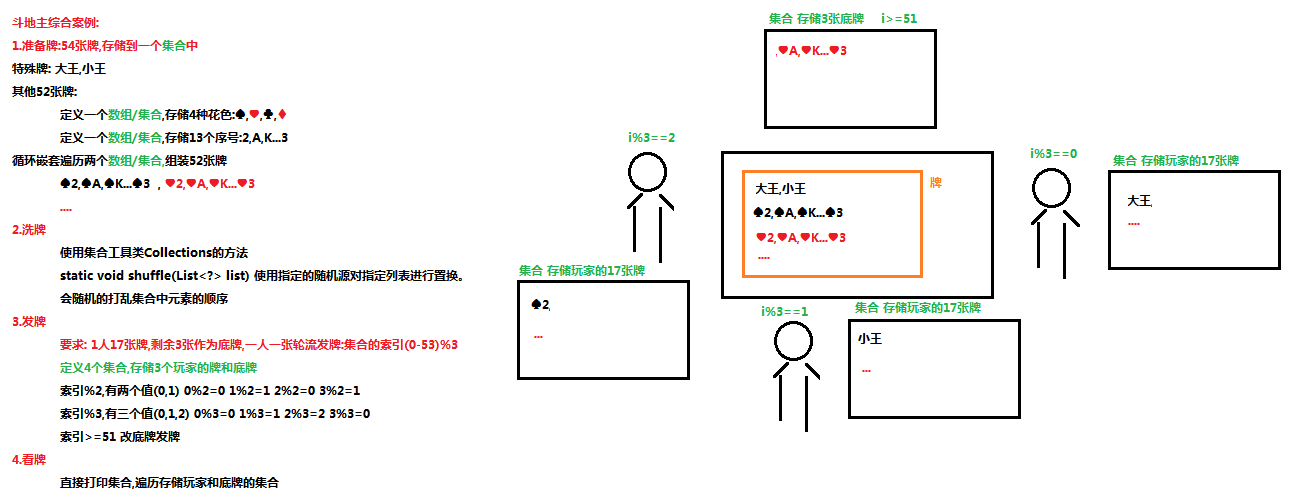 斗地主综合案例:
1.准备牌:54张牌,存储到一个集合中
特殊牌: 大王,小王
其他52张牌:
定义一个数组/集合,存储4种花色:♠,♥,♣,♦
定义一个数组/集合,存储13个序号:2,A,K...3
循环嵌套遍历两个数组/集合,组装52张牌
♠2,♠A,♠K...♠3 , ♥2,♥A,♥K...♥3
....
2.洗牌
使用集合工具类Collections的方法
static void shuffle(List<?> list) 使用指定的随机源对指定列表进行置换。
会随机的打乱集合中元素的顺序
3.发牌
要求: 1人17张牌,剩余3张作为底牌,一人一张轮流发牌:集合的索引(0-53)%3
定义4个集合,存储3个玩家的牌和底牌
索引%2,有两个值(0,1) 0%2=0 1%2=1 2%2=0 3%2=1
索引%3,有三个值(0,1,2) 0%3=0 1%3=1 2%3=2 3%3=0
索引>=51 改底牌发牌
4.看牌
直接打印集合,遍历存储玩家和底牌的集合
集合 存储3张底牌 i>=51
,♥A,♥K...♥3
i%3==2
集合 存储玩家的17张牌
♠2,
...
牌
大王,小王
♠2,♠A,♠K...♠3
♥2,♥A,♥K...♥3
....
i%3==1
集合 存储玩家的17张牌
小王
...
i%3==0
集合 存储玩家的17张牌
大王,
....